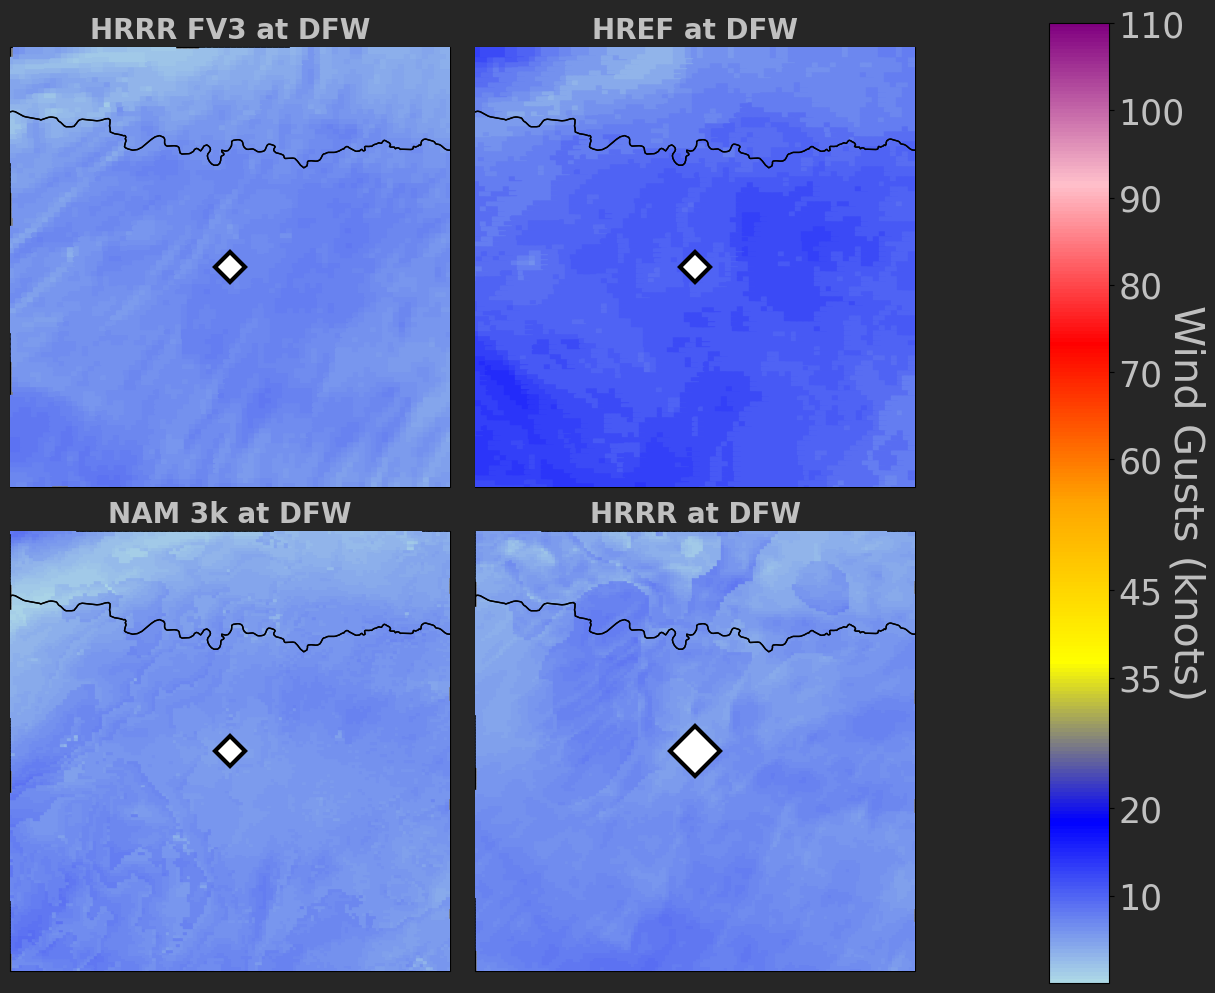 HRRR FV3 at DFW
HREF at DFW
NAM 3k at DFW
HRRR at DFW
110
100
90
80
70
60
45
35
20
10
Wind Gusts (knots)